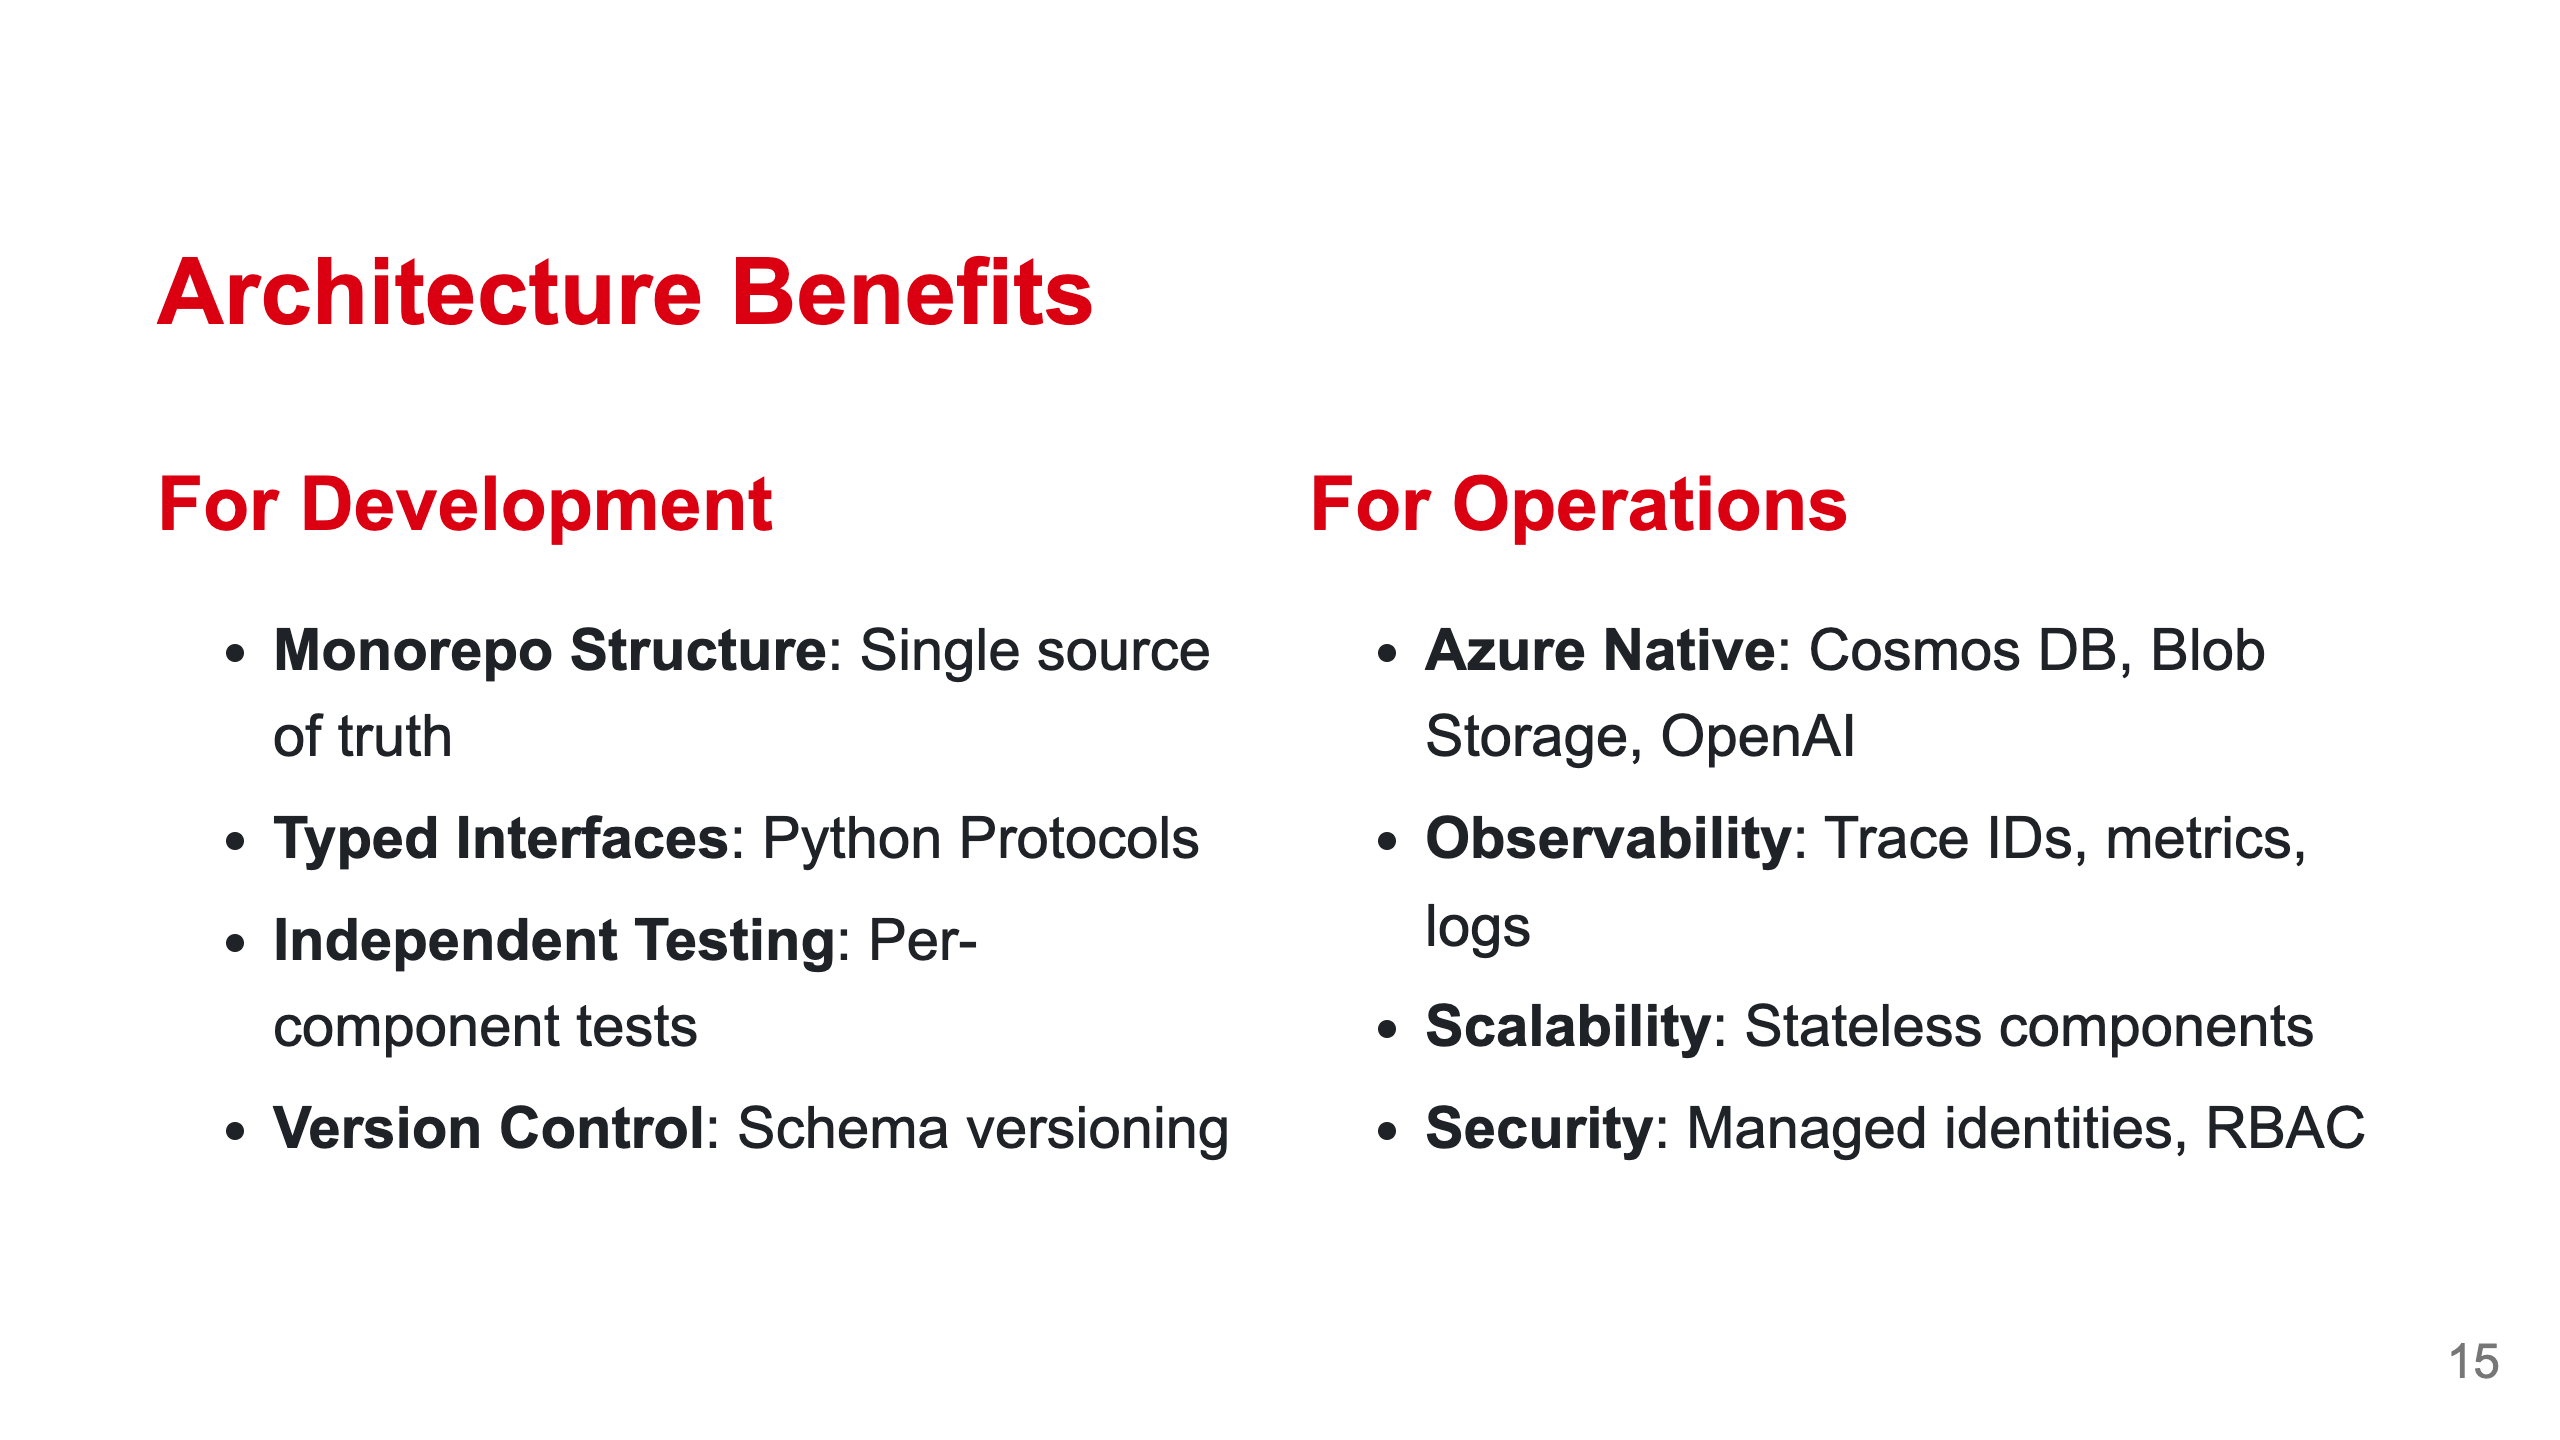 Architecture Benefits
For Development
• Monorepo Structure: Single source
of truth
• Typed Interfaces: Python Protocols
• Independent Testing: Per-
component tests
• Version Control: Schema versioning
For Operations
• Azure Native: Cosmos DB, Blob
Storage, OpenAI
• Observability: Trace IDs, metrics,
logs
• Scalability: Stateless components
• Security: Managed identities, RBAC
15